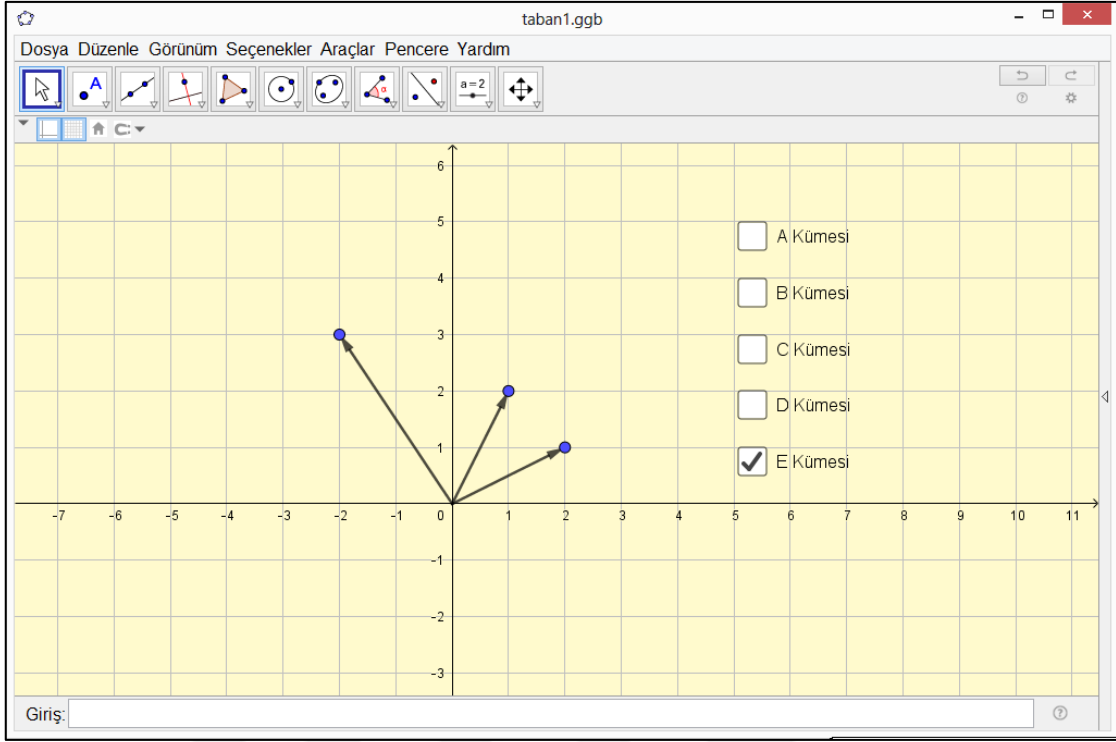 taban1.ggb
Dosya Düzenle Görünüm Seçenekler Araçlar Pencere Yardım
A
α
a=2
6
5
A Kümesi
4
B Kümesi
3
C Kümesi
2
D Kümesi
1
E Kümesi
-7 -6 -5 -4 -3 -2 -1 0 1 2 3 4 5 6 7 8 9 10 11
-1
-2
-3
Giriş: